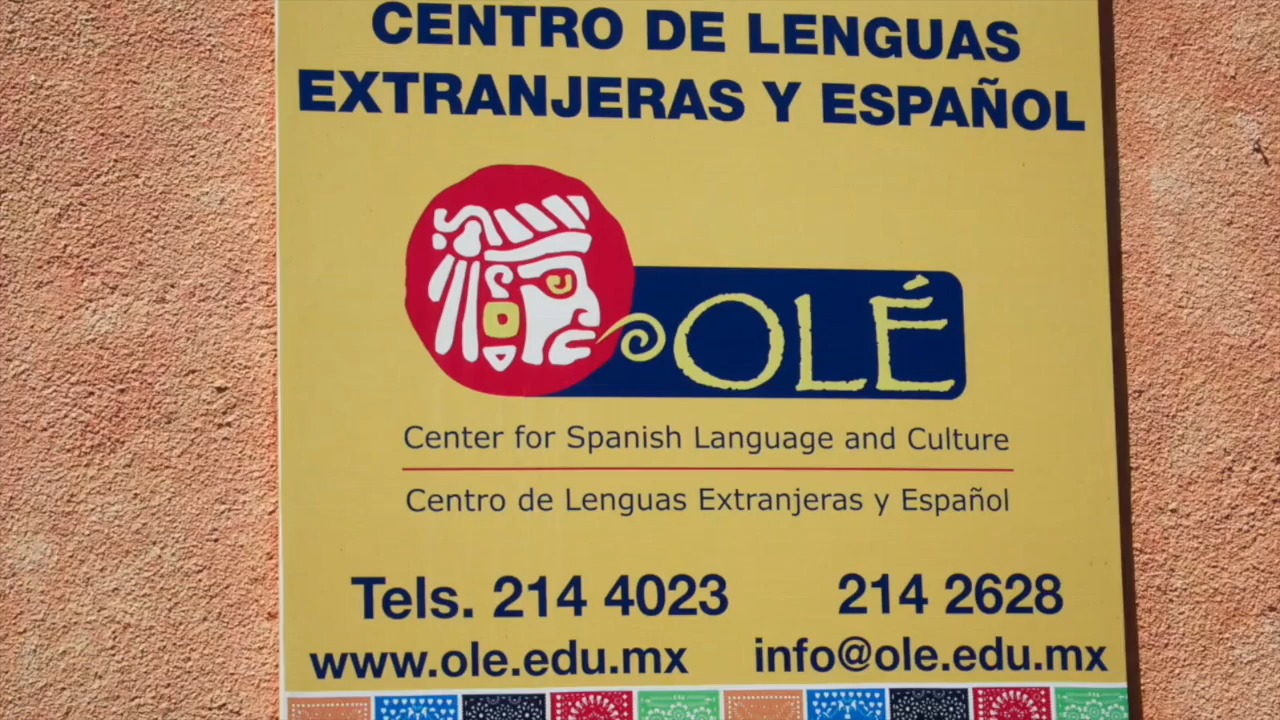 CENTRO DE LENGUAS
EXTRANJERAS Y ESPAÑOL
OLÉ
Center for Spanish Language and Culture
Centro de Lenguas Extranjeras y Español
Tels. 214 4023 214 2628
www.ole.edu.mx info@ole.edu.mx